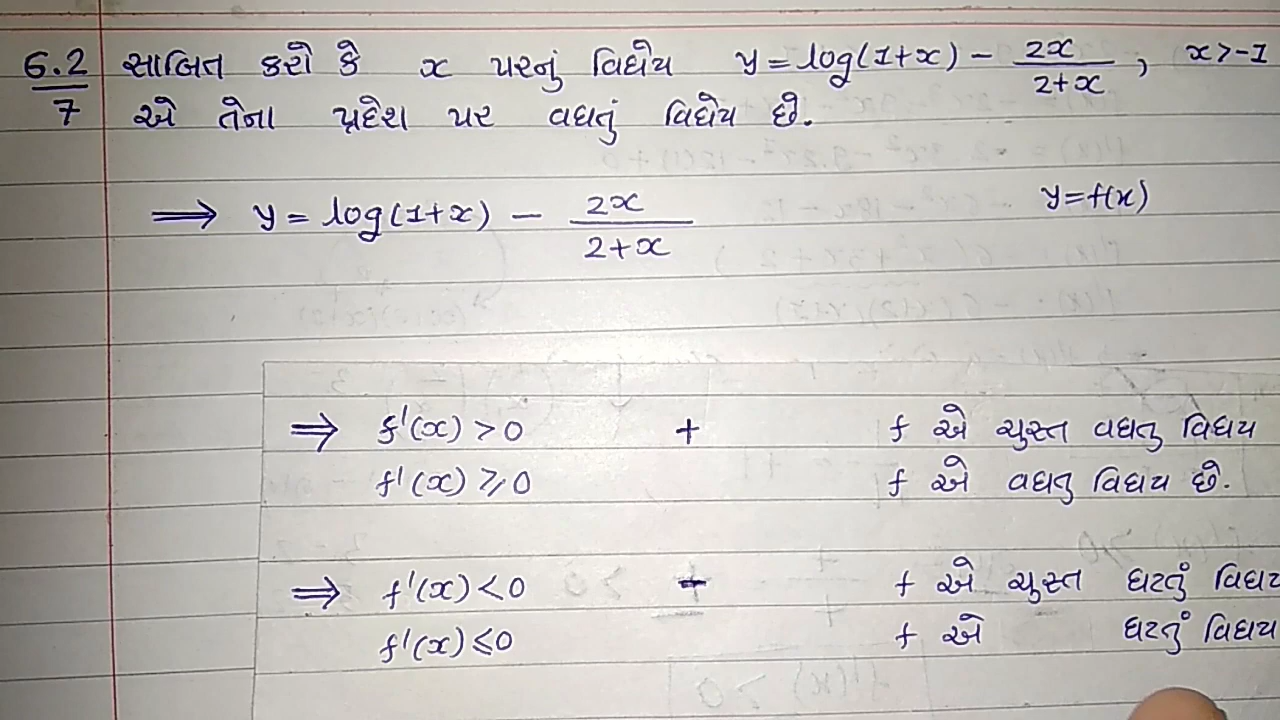 6.2/7 સાબિત કરો કે x પરનું વિધેય y = log(1+x) - 2x/(2+x), x>-1
એ તેના પ્રદેશ પર વધતું વિધેય છે.
⟹ y = log(1+x) - 2x/(2+x) y=f(x)
⟹ f'(x) > 0 + f એ ચુસ્ત વધતુ વિધય
f'(x) ⩾ 0 f એ વધતુ વિધય છે.
⟹ f'(x) < 0 - f એ ચુસ્ત ઘટતું વિધય
f'(x) ≤ 0 f એ ઘટતું વિધય